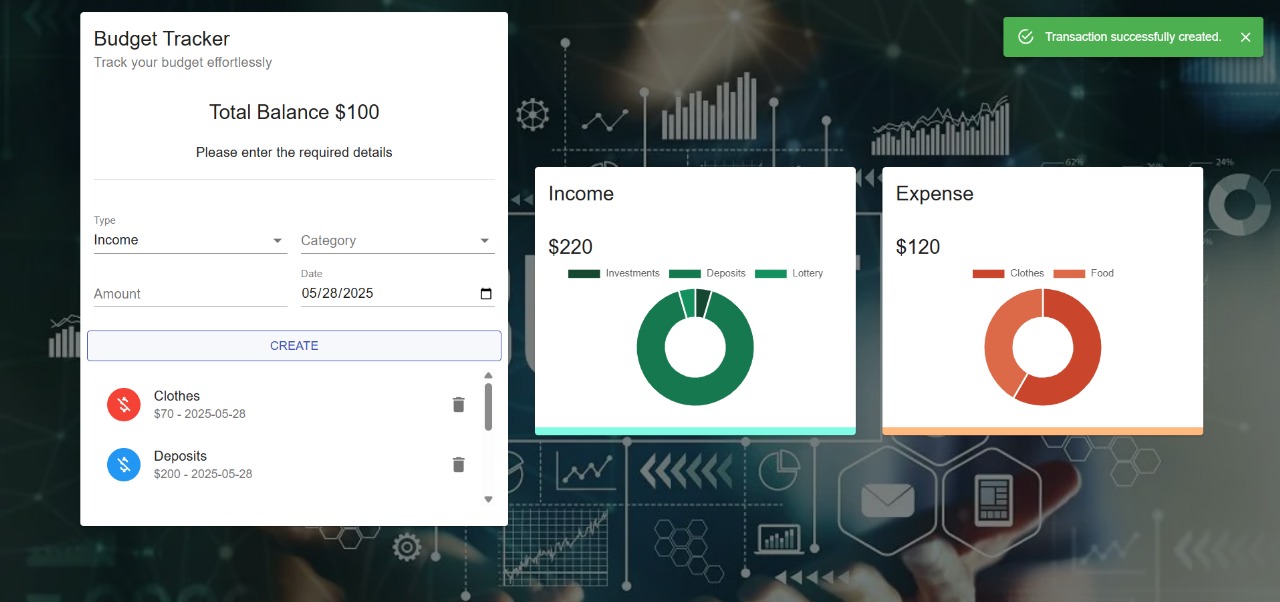 Budget Tracker
Track your budget effortlessly
Total Balance $100
Please enter the required details
Type
Income
Category
Amount
Date
05/28/2025
CREATE
Clothes
$70 - 2025-05-28
Deposits
$200 - 2025-05-28
Transaction successfully created.
Income
$220
Investments Deposits Lottery
Expense
$120
Clothes Food
62%
24%